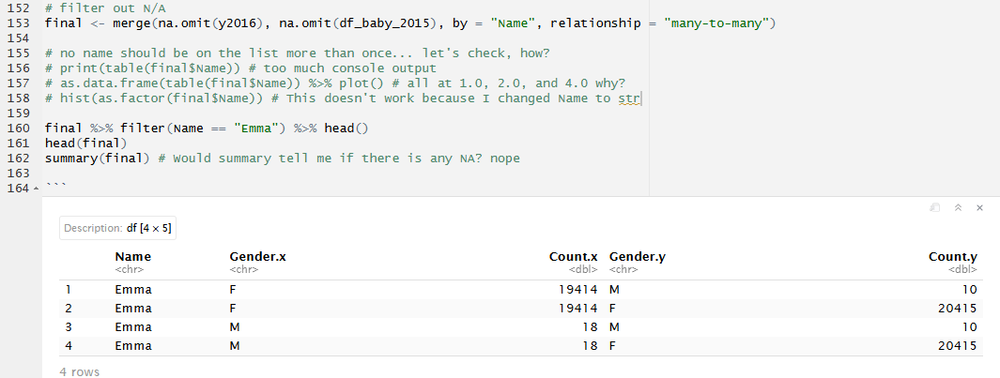 152 # filter out N/A
153 final <- merge(na.omit(y2016), na.omit(df_baby_2015), by = "Name", relationship = "many-to-many")
154
155 # no name should be on the list more than once... let's check, how?
156 # print(table(final$Name)) # too much console output
157 # as.data.frame(table(final$Name)) %>% plot() # all at 1.0, 2.0, and 4.0 why?
158 # hist(as.factor(final$Name)) # This doesn't work because I changed Name to str
159
160 final %>% filter(Name == "Emma") %>% head()
161 head(final)
162 summary(final) # Would summary tell me if there is any NA? nope
163
164 ```
Description: df [4 × 5]
Name Gender.x Count.x Gender.y Count.y
<chr> <chr> <dbl> <chr> <dbl>
1 Emma F 19414 M 10
2 Emma F 19414 F 20415
3 Emma M 18 M 10
4 Emma M 18 F 20415
4 rows